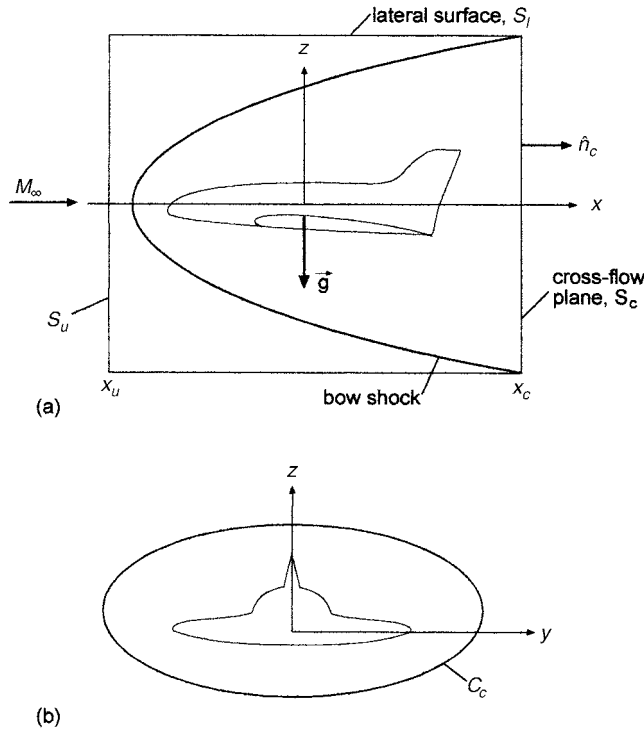 lateral surface, S_l
z
n̂_c
M_∞
x
g⃗
S_u
cross-flow
plane, S_c
x_u
x_c
bow shock
(a)
z
y
C_c
(b)